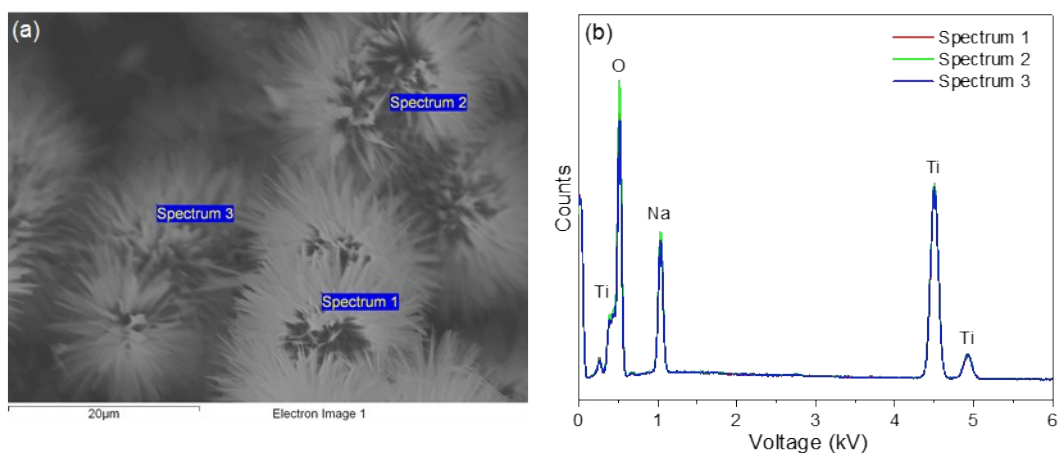 (a)
Spectrum 2
Spectrum 3
Spectrum 1
20µm
Electron Image 1
(b)
Spectrum 1
Spectrum 2
Spectrum 3
O
Ti
Na
Ti
Ti
Counts
0 1 2 3 4 5 6
Voltage (kV)